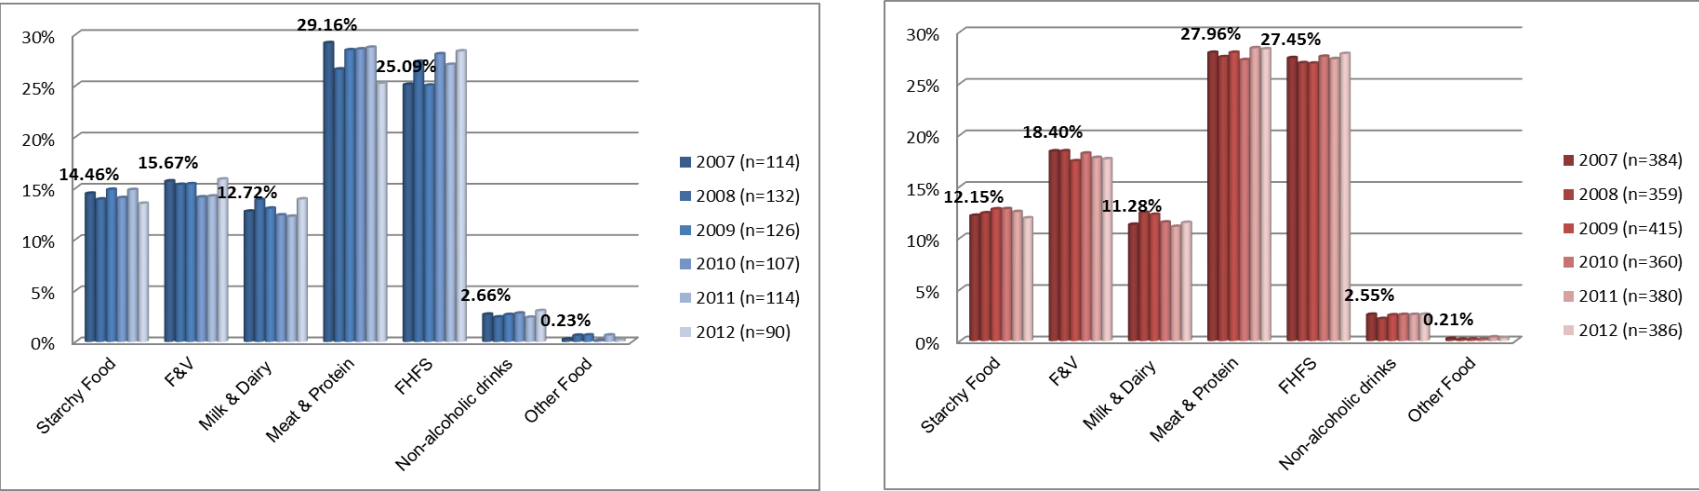 29.16%
30%
25.09%
25%
20%
15.67%
14.46%
15%
12.72%
10%
5%
2.66%
0.23%
0%
Starchy Food
F&V
Milk & Dairy
Meat & Protein
FHFS
Non-alcoholic drinks
Other Food
2007 (n=114)
2008 (n=132)
2009 (n=126)
2010 (n=107)
2011 (n=114)
2012 (n=90)
30%
27.96%
27.45%
25%
20%
18.40%
15%
12.15%
11.28%
10%
5%
2.55%
0.21%
0%
Starchy Food
F&V
Milk & Dairy
Meat & Protein
FHFS
Non-alcoholic drinks
Other Food
2007 (n=384)
2008 (n=359)
2009 (n=415)
2010 (n=360)
2011 (n=380)
2012 (n=386)